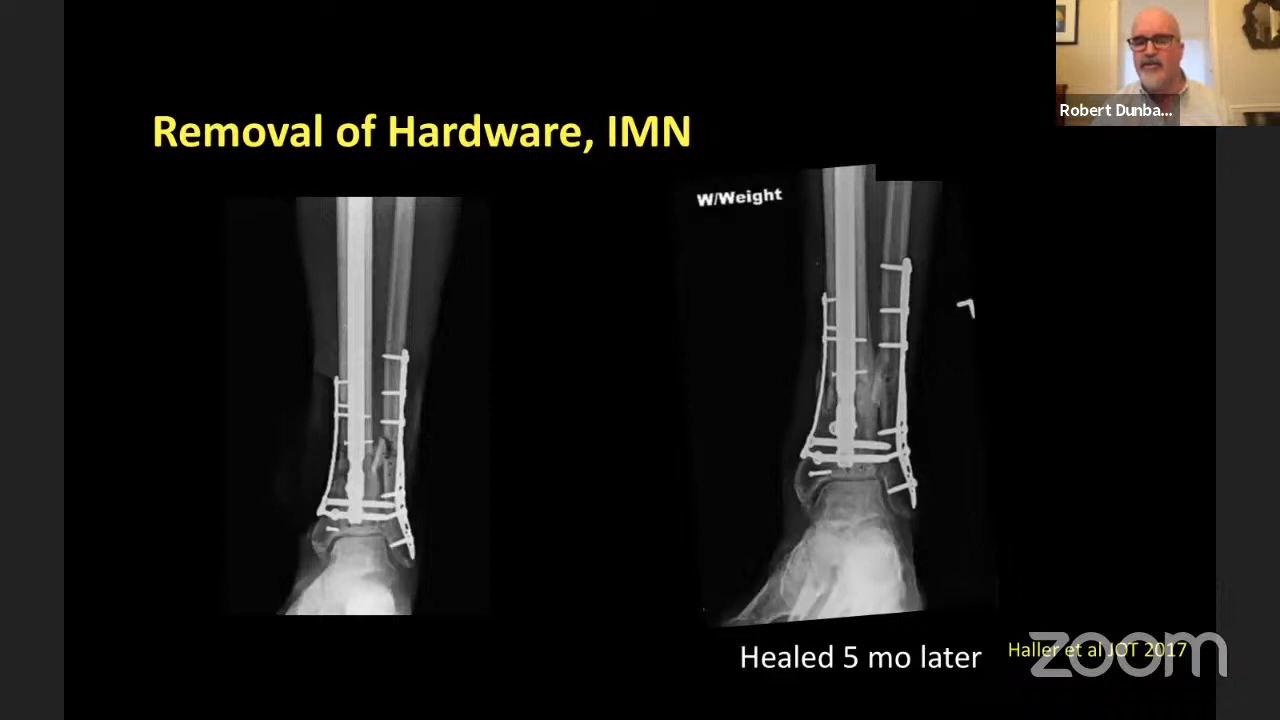 Robert Dunba...
Removal of Hardware, IMN
W/Weight
Healed 5 mo later
Haller et al JOT 2017
zoom